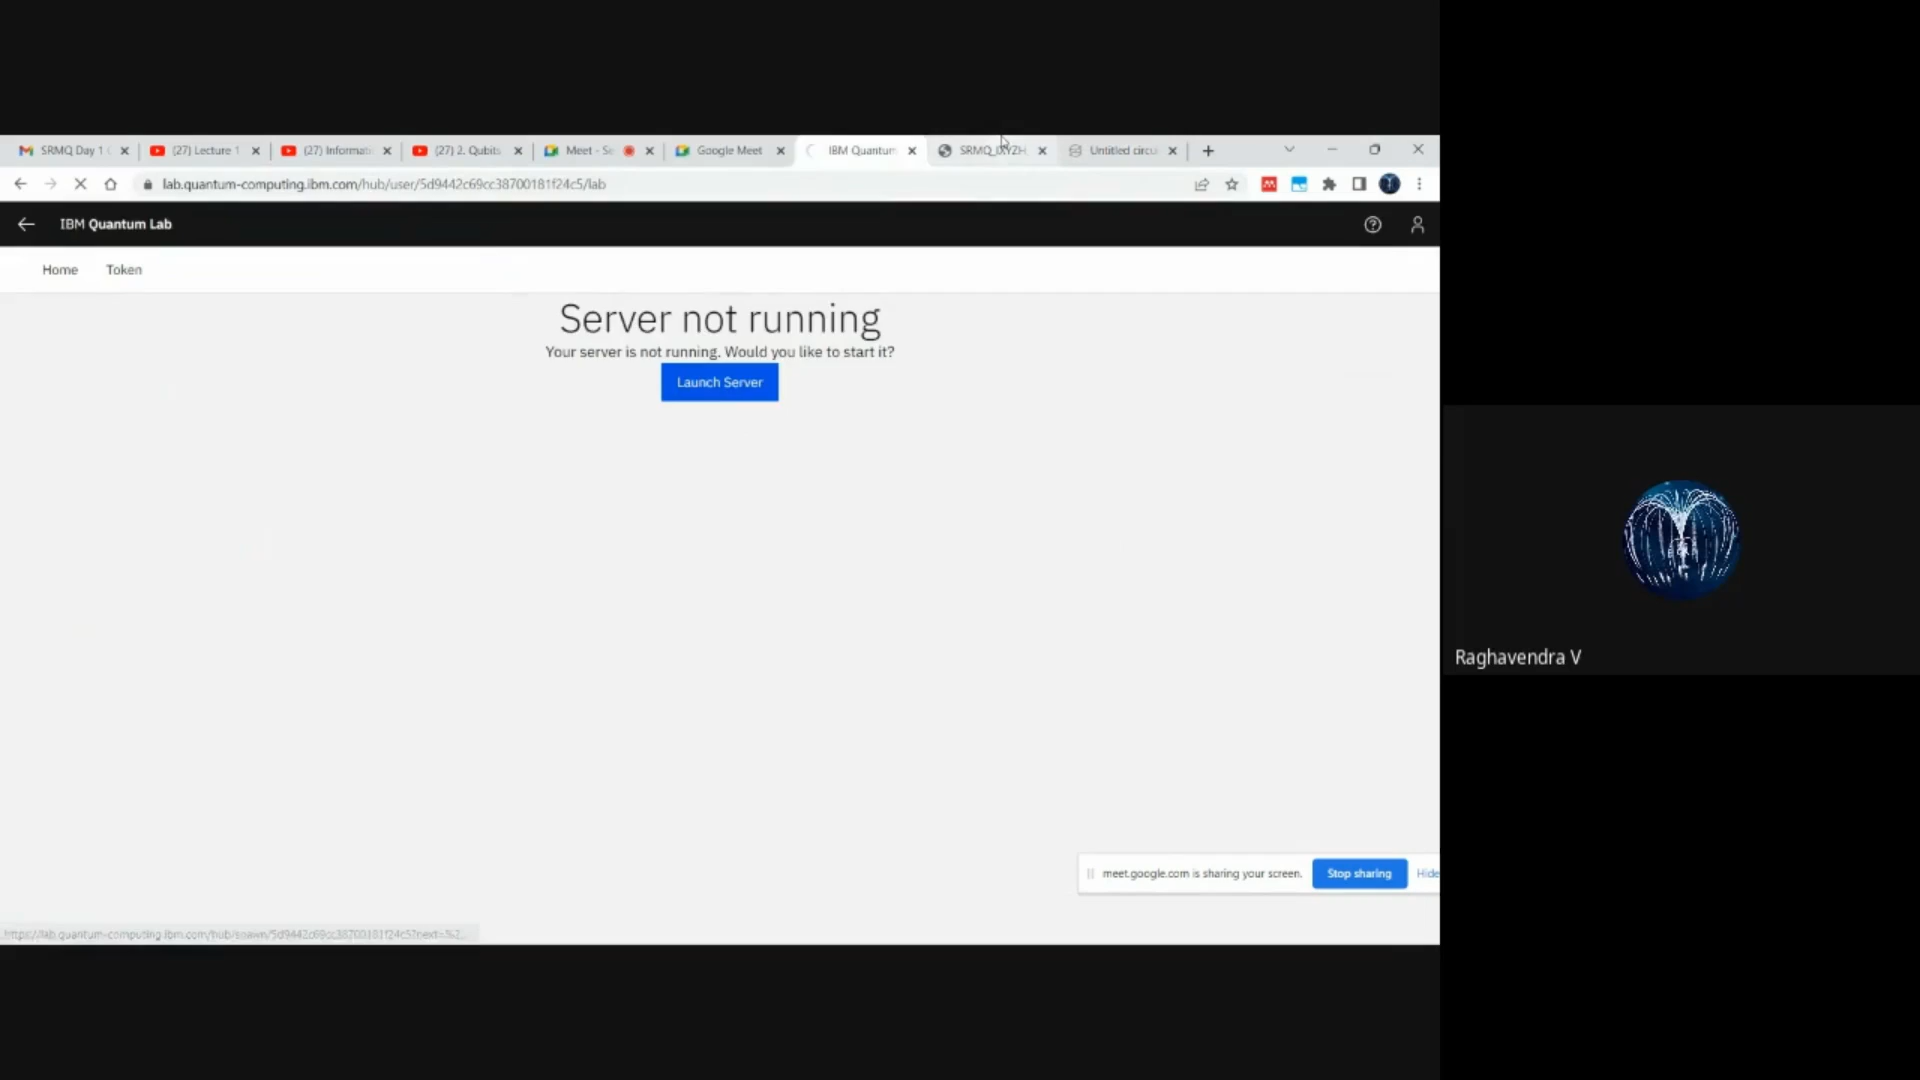 SRMQ Day 1
(27) Lecture 1
(27) Informati
(27) 2. Qubits
Meet - Se
Google Meet
IBM Quantum
Untitled circu
lab.quantum-computing.ibm.com/hub/user/5d9442c69cc38700181f24c5/lab
IBM Quantum Lab
Home
Token
Server not running
Your server is not running. Would you like to start it?
Launch Server
Raghavendra V
meet.google.com is sharing your screen.
Stop sharing
Hide